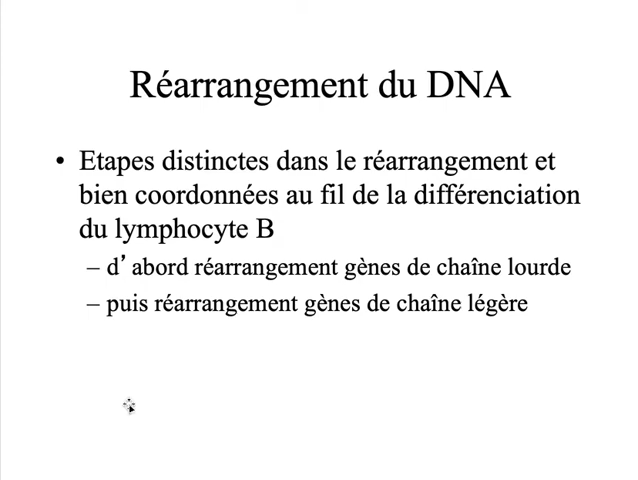 Réarrangement du DNA
• Etapes distinctes dans le réarrangement et
bien coordonnées au fil de la différenciation
du lymphocyte B
– d’abord réarrangement gènes de chaîne lourde
– puis réarrangement gènes de chaîne légère